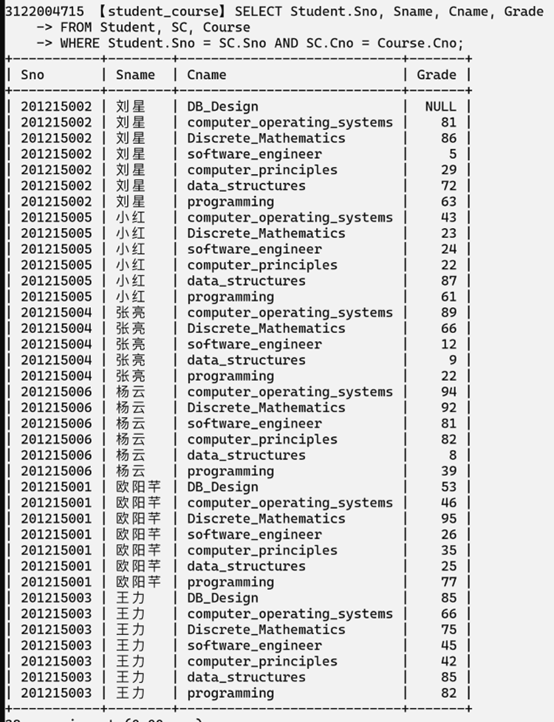 3122004715 【student_course】SELECT Student.Sno, Sname, Cname, Grade
    -> FROM Student, SC, Course
    -> WHERE Student.Sno = SC.Sno AND SC.Cno = Course.Cno;
+-----------+--------+----------------------------+-------+
| Sno       | Sname  | Cname                      | Grade |
+-----------+--------+----------------------------+-------+
| 201215002 | 刘星 | DB_Design | NULL |
| 201215002 | 刘星 | computer_operating_systems | 81 |
| 201215002 | 刘星 | Discrete_Mathematics | 86 |
| 201215002 | 刘星 | software_engineer | 5 |
| 201215002 | 刘星 | computer_principles | 29 |
| 201215002 | 刘星 | data_structures | 72 |
| 201215002 | 刘星 | programming | 63 |
| 201215005 | 小红 | computer_operating_systems | 43 |
| 201215005 | 小红 | Discrete_Mathematics | 23 |
| 201215005 | 小红 | software_engineer | 24 |
| 201215005 | 小红 | computer_principles | 22 |
| 201215005 | 小红 | data_structures | 87 |
| 201215005 | 小红 | programming | 61 |
| 201215004 | 张亮 | computer_operating_systems | 89 |
| 201215004 | 张亮 | Discrete_Mathematics | 66 |
| 201215004 | 张亮 | software_engineer | 12 |
| 201215004 | 张亮 | data_structures | 9 |
| 201215004 | 张亮 | programming | 22 |
| 201215006 | 杨云 | computer_operating_systems | 94 |
| 201215006 | 杨云 | Discrete_Mathematics | 92 |
| 201215006 | 杨云 | software_engineer | 81 |
| 201215006 | 杨云 | computer_principles | 82 |
| 201215006 | 杨云 | data_structures | 8 |
| 201215006 | 杨云 | programming | 39 |
| 201215001 | 欧阳芊 | DB_Design | 53 |
| 201215001 | 欧阳芊 | computer_operating_systems | 46 |
| 201215001 | 欧阳芊 | Discrete_Mathematics | 95 |
| 201215001 | 欧阳芊 | software_engineer | 26 |
| 201215001 | 欧阳芊 | computer_principles | 35 |
| 201215001 | 欧阳芊 | data_structures | 25 |
| 201215001 | 欧阳芊 | programming | 77 |
| 201215003 | 王力 | DB_Design | 85 |
| 201215003 | 王力 | computer_operating_systems | 66 |
| 201215003 | 王力 | Discrete_Mathematics | 75 |
| 201215003 | 王力 | software_engineer | 45 |
| 201215003 | 王力 | computer_principles | 42 |
| 201215003 | 王力 | data_structures | 85 |
| 201215003 | 王力 | programming | 82 |
+-----------+--------+----------------------------+-------+